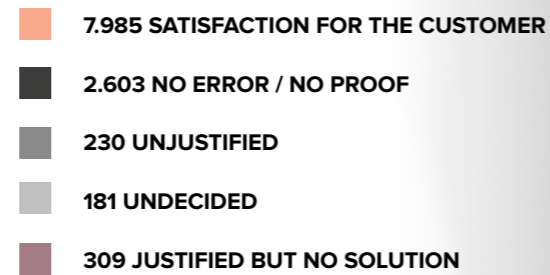 7.985 SATISFACTION FOR THE CUSTOMER
2.603 NO ERROR / NO PROOF
230 UNJUSTIFIED
181 UNDECIDED
309 JUSTIFIED BUT NO SOLUTION